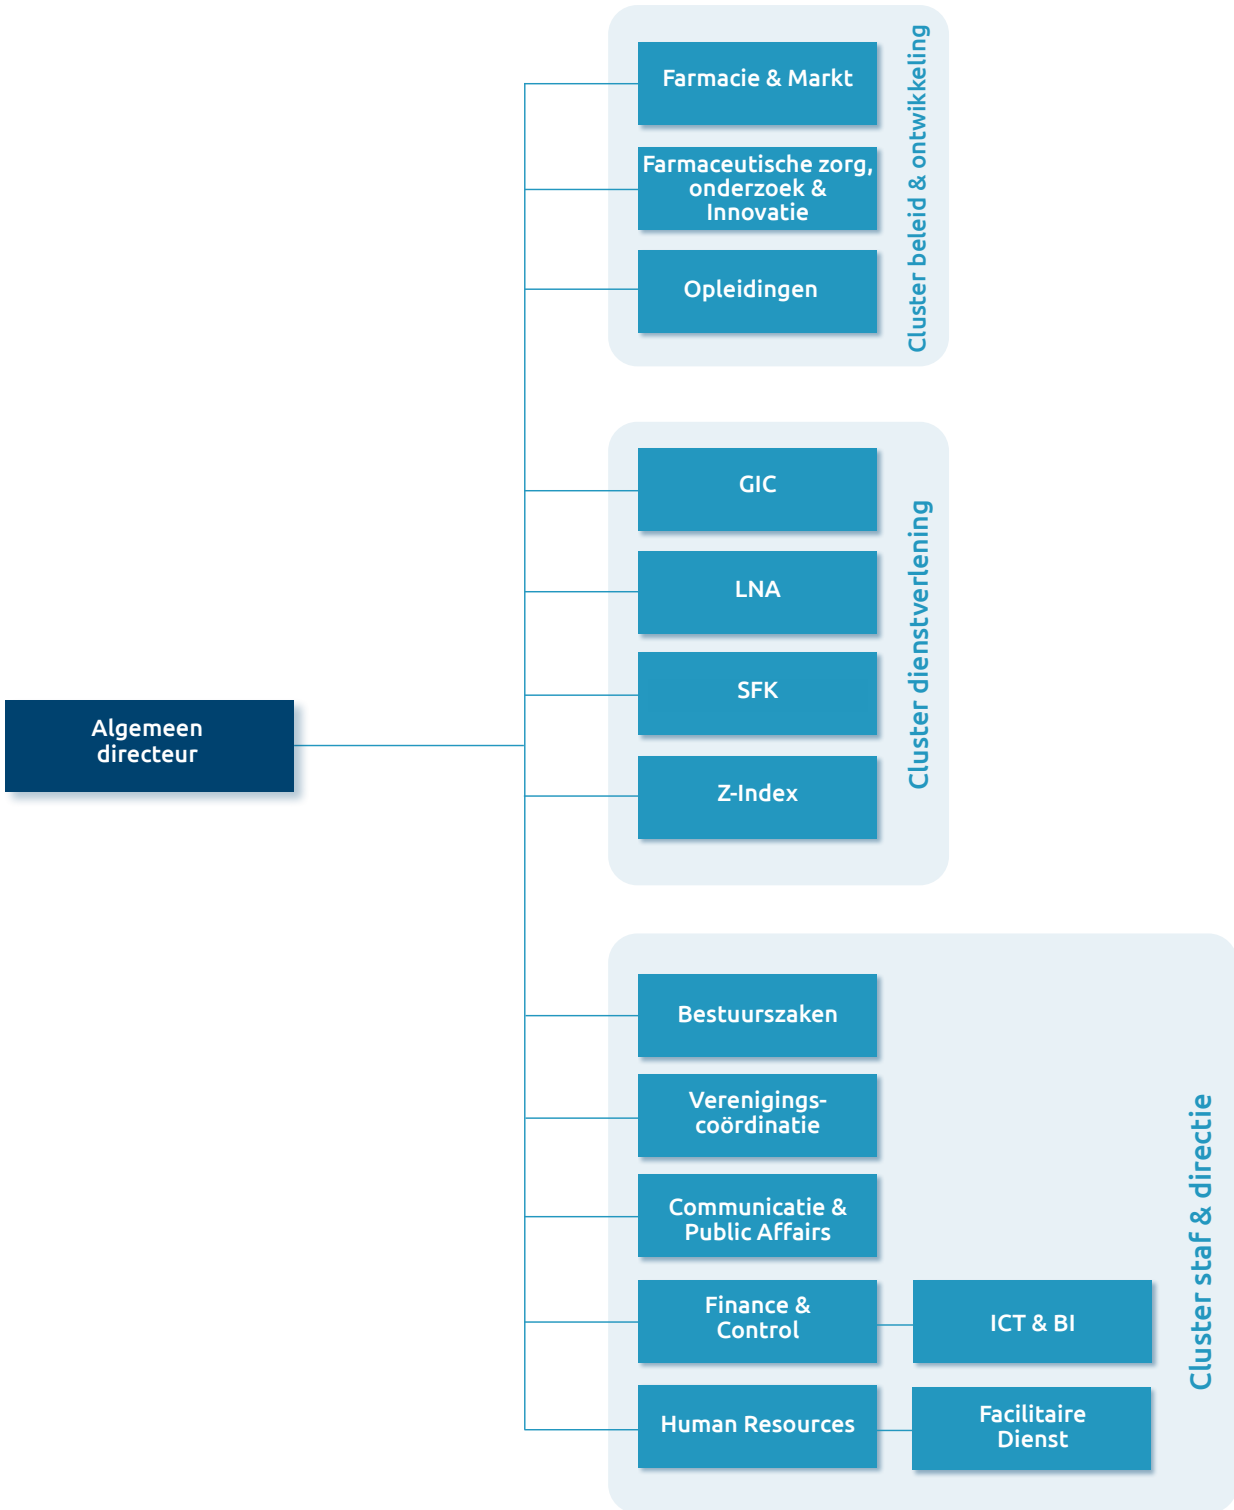 Farmacie & Markt
Farmaceutische zorg,
onderzoek &
Innovatie
Opleidingen
Cluster beleid & ontwikkeling
GIC
LNA
SFK
Z-Index
Cluster dienstverlening
Algemeen
directeur
Bestuurszaken
Verenigings-
coördinatie
Communicatie &
Public Affairs
Finance &
Control
ICT & BI
Human Resources
Facilitaire
Dienst
Cluster staf & directie